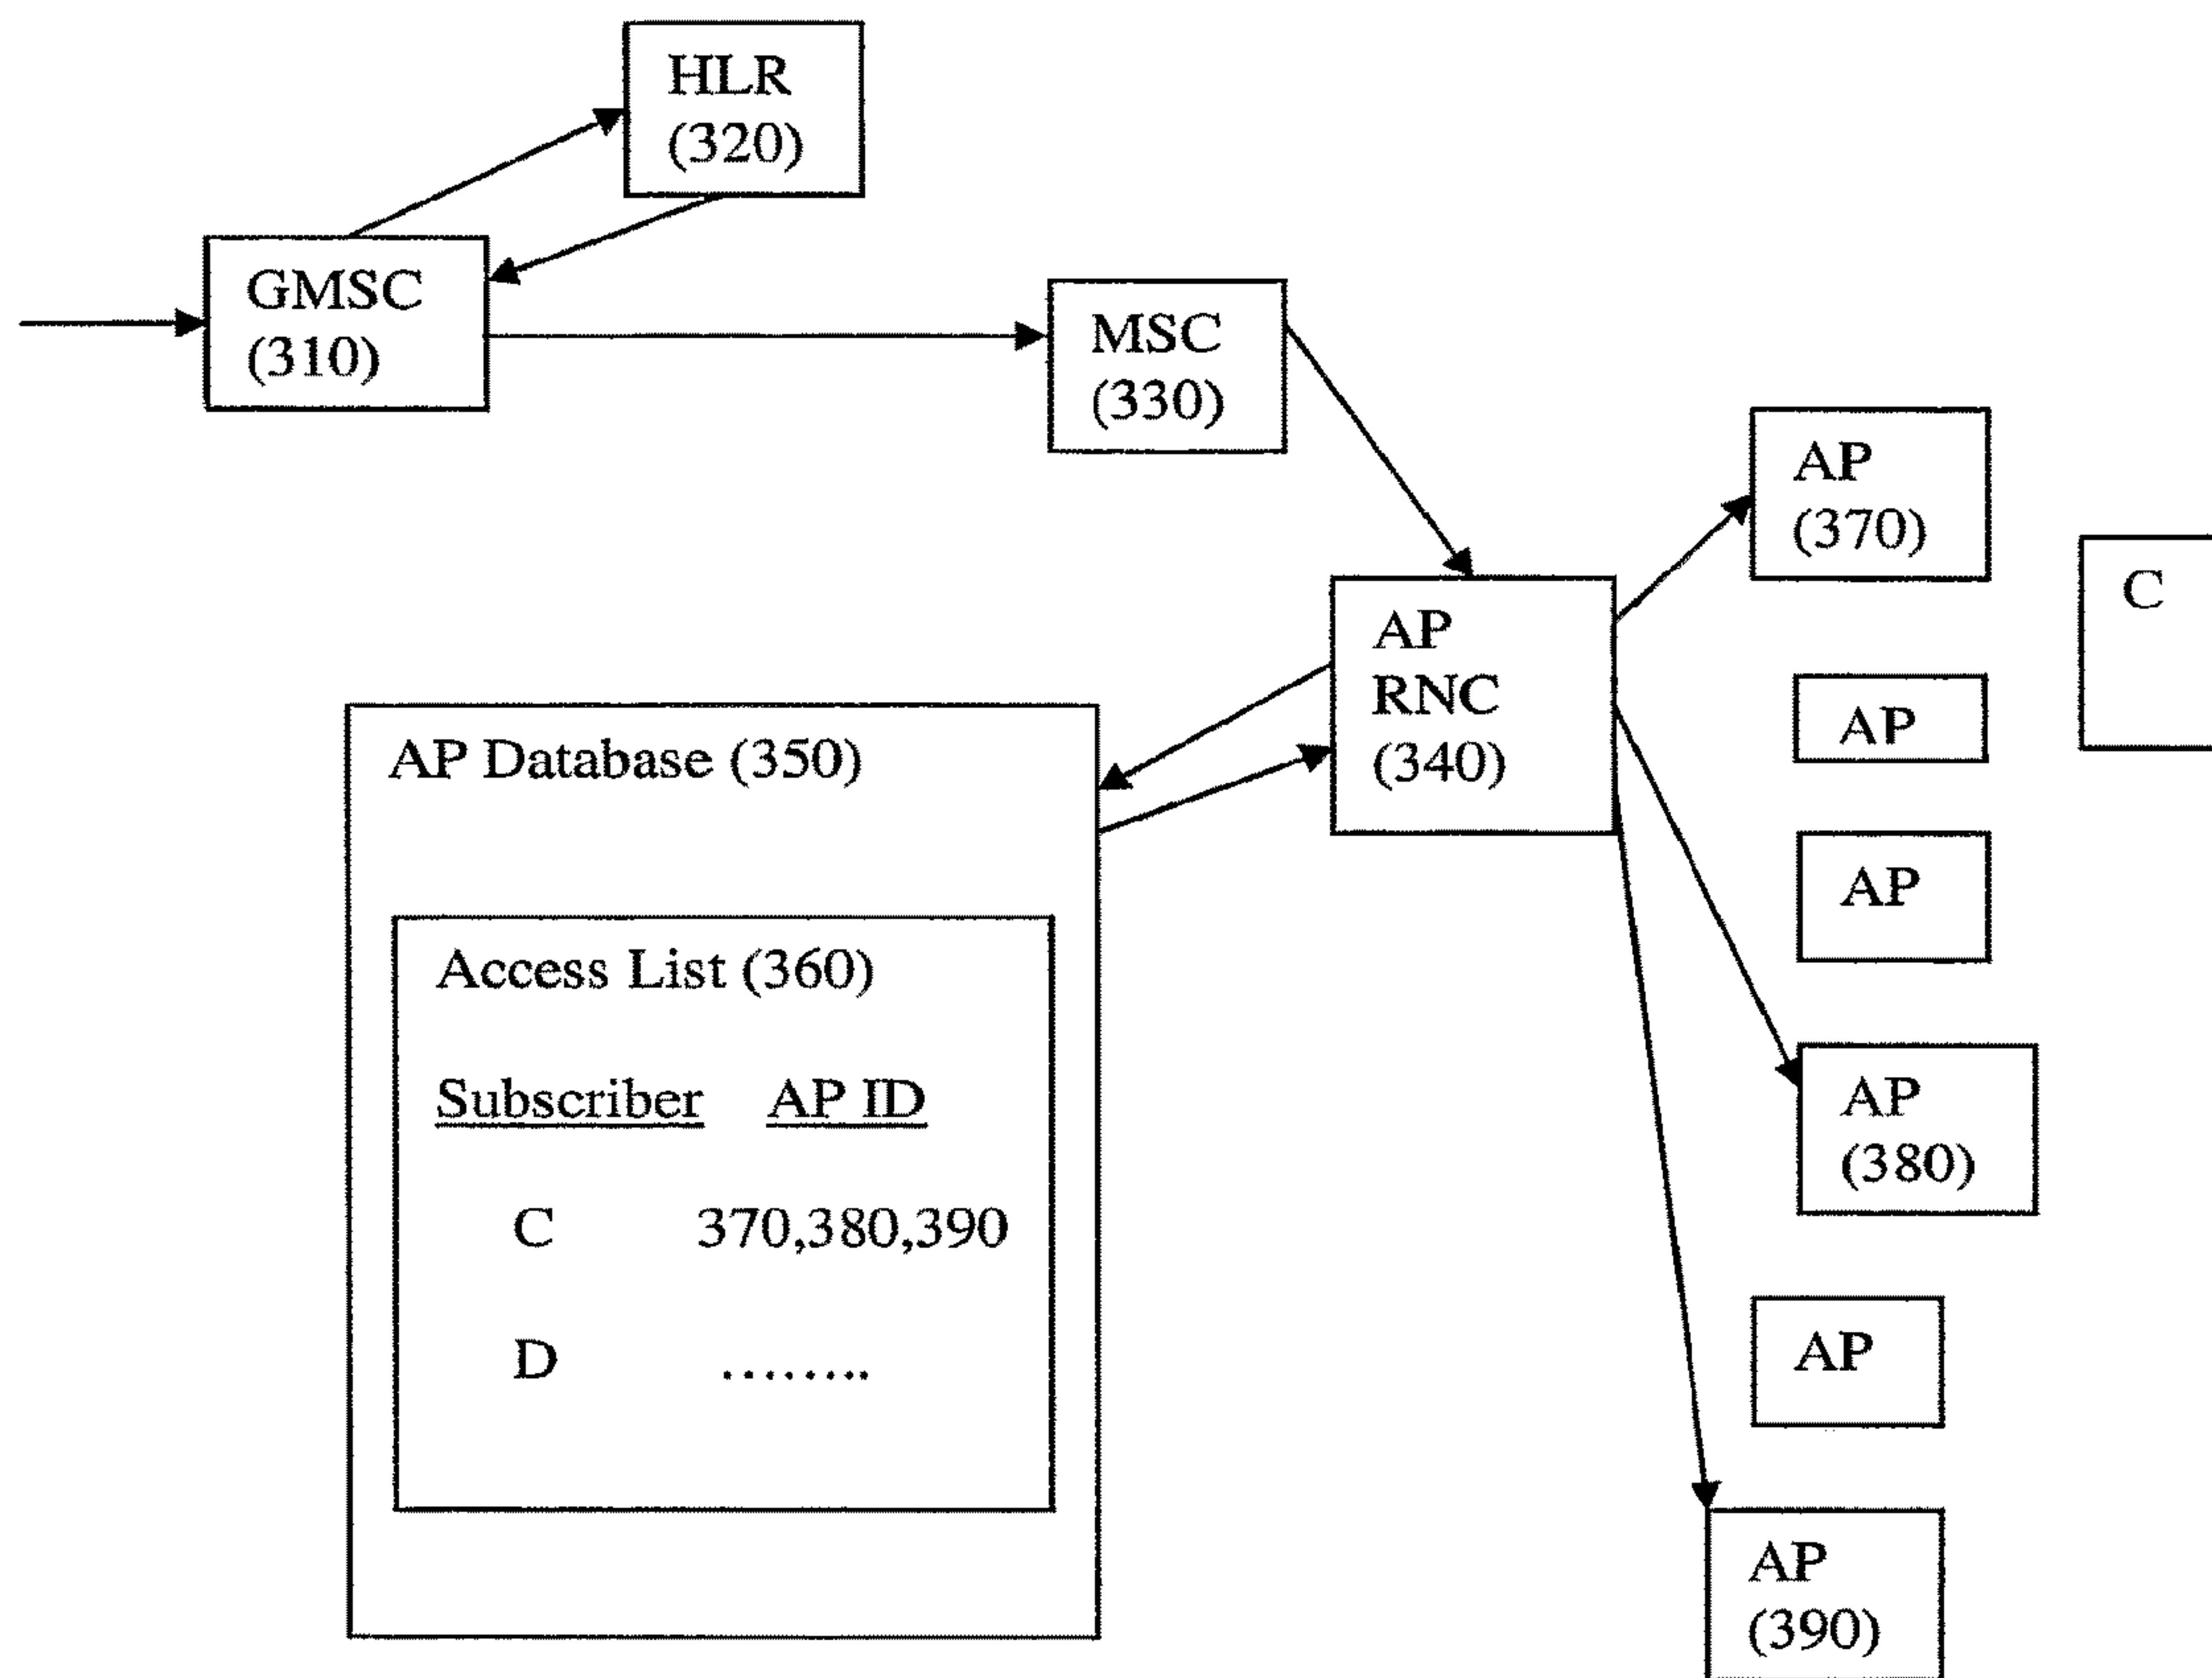 HLR
(320)
GMSC
(310)
MSC
(330)
AP
(370)
C
AP
RNC
(340)
AP
AP Database (350)
AP
Access List (360)
Subscriber AP ID
AP
(380)
C 370,380,390
D ........
AP
AP
(390)